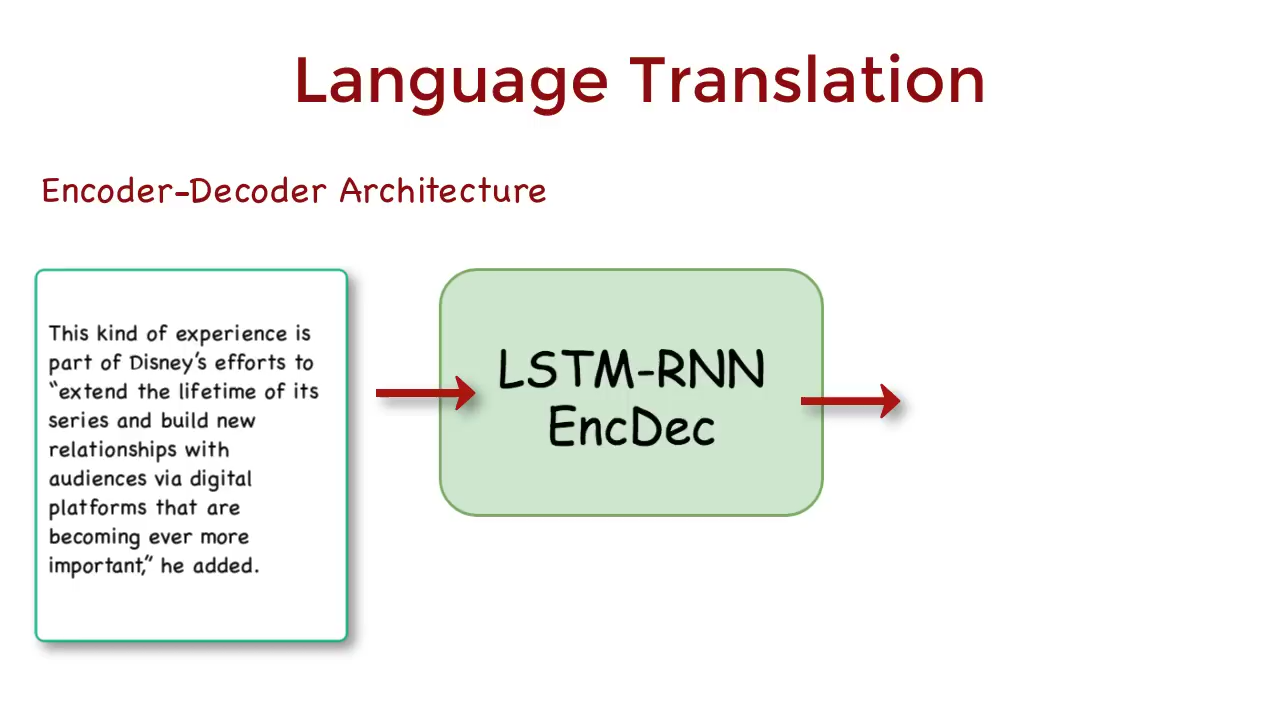 Language Translation
Encoder-Decoder Architecture
This kind of experience is
part of Disney's efforts to
“extend the lifetime of its
series and build new
relationships with
audiences via digital
platforms that are
becoming ever more
important,” he added.
LSTM-RNN
EncDec